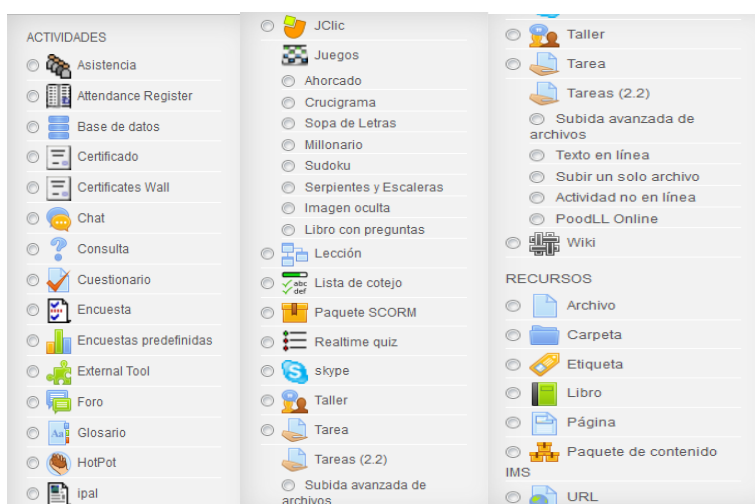 ACTIVIDADES
Asistencia
Attendance Register
Base de datos
Certificado
Certificates Wall
Chat
Consulta
Cuestionario
Encuesta
Encuestas predefinidas
External Tool
Foro
Glosario
HotPot
ipal
JClic
Juegos
Ahorcado
Crucigrama
Sopa de Letras
Millonario
Sudoku
Serpientes y Escaleras
Imagen oculta
Libro con preguntas
Lección
Lista de cotejo
Paquete SCORM
Realtime quiz
skype
Taller
Tarea
Tareas (2.2)
Subida avanzada de
archivos
Taller
Tarea
Tareas (2.2)
Subida avanzada de
archivos
Texto en línea
Subir un solo archivo
Actividad no en línea
PoodLL Online
Wiki
RECURSOS
Archivo
Carpeta
Etiqueta
Libro
Página
Paquete de contenido
IMS
URL